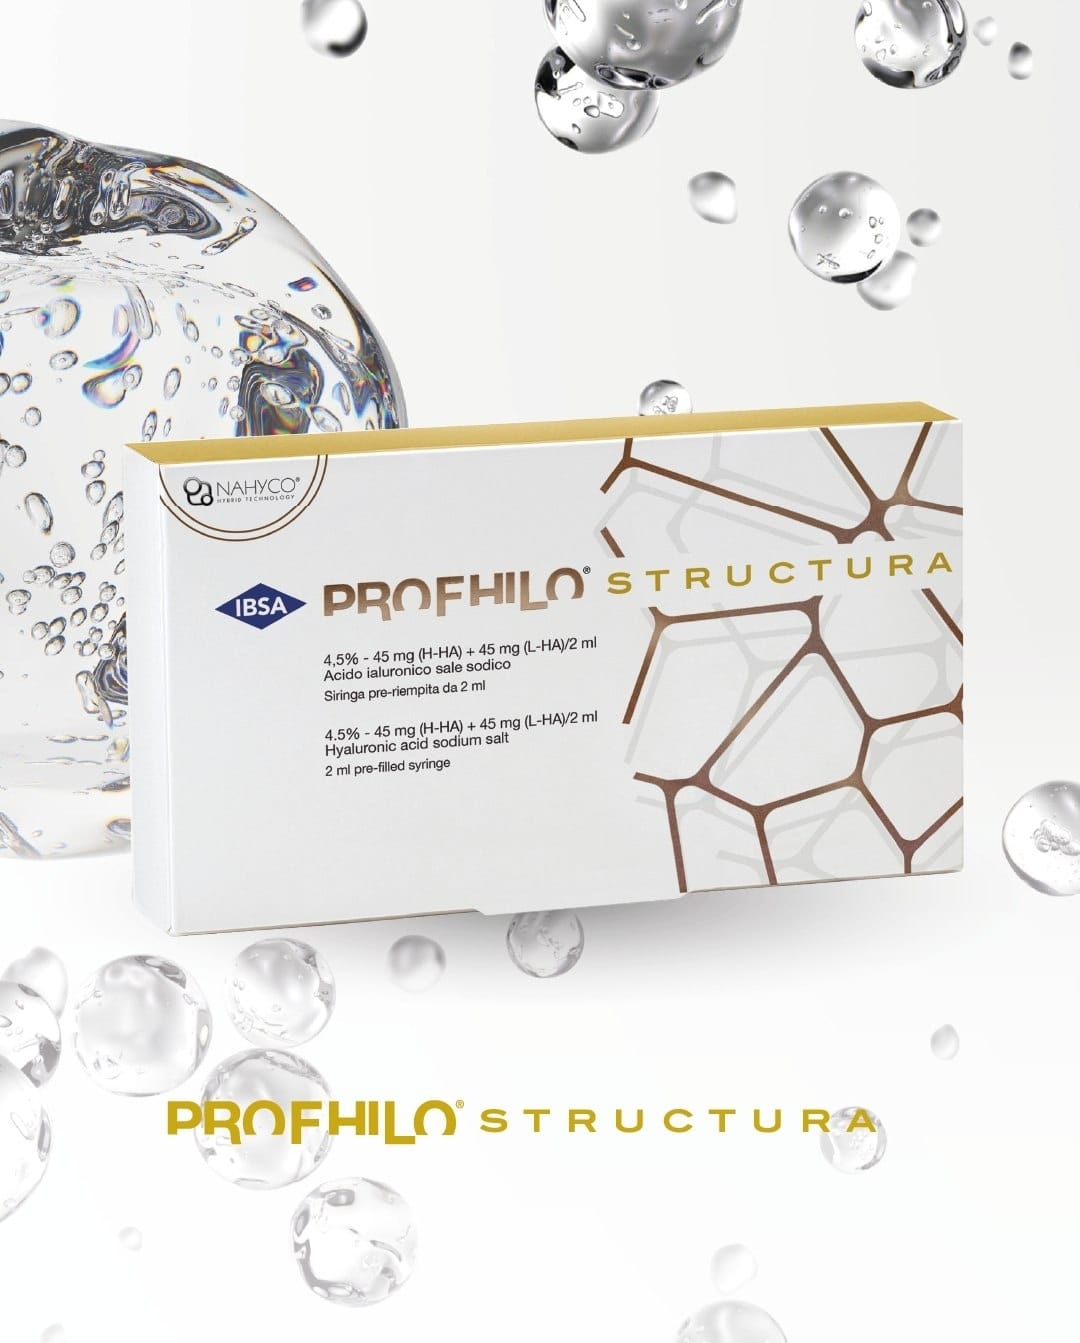 NAHYCO®
HYBRID TECHNOLOGY
IBSA PROFHILO® STRUCTURA
4,5% - 45 mg (H-HA) + 45 mg (L-HA)/2 ml
Acido ialuronico sale sodico
Siringa pre-riempita da 2 ml
4.5% - 45 mg (H-HA) + 45 mg (L-HA)/2 ml
Hyaluronic acid sodium salt
2 ml pre-filled syringe
PROFHILO® STRUCTURA